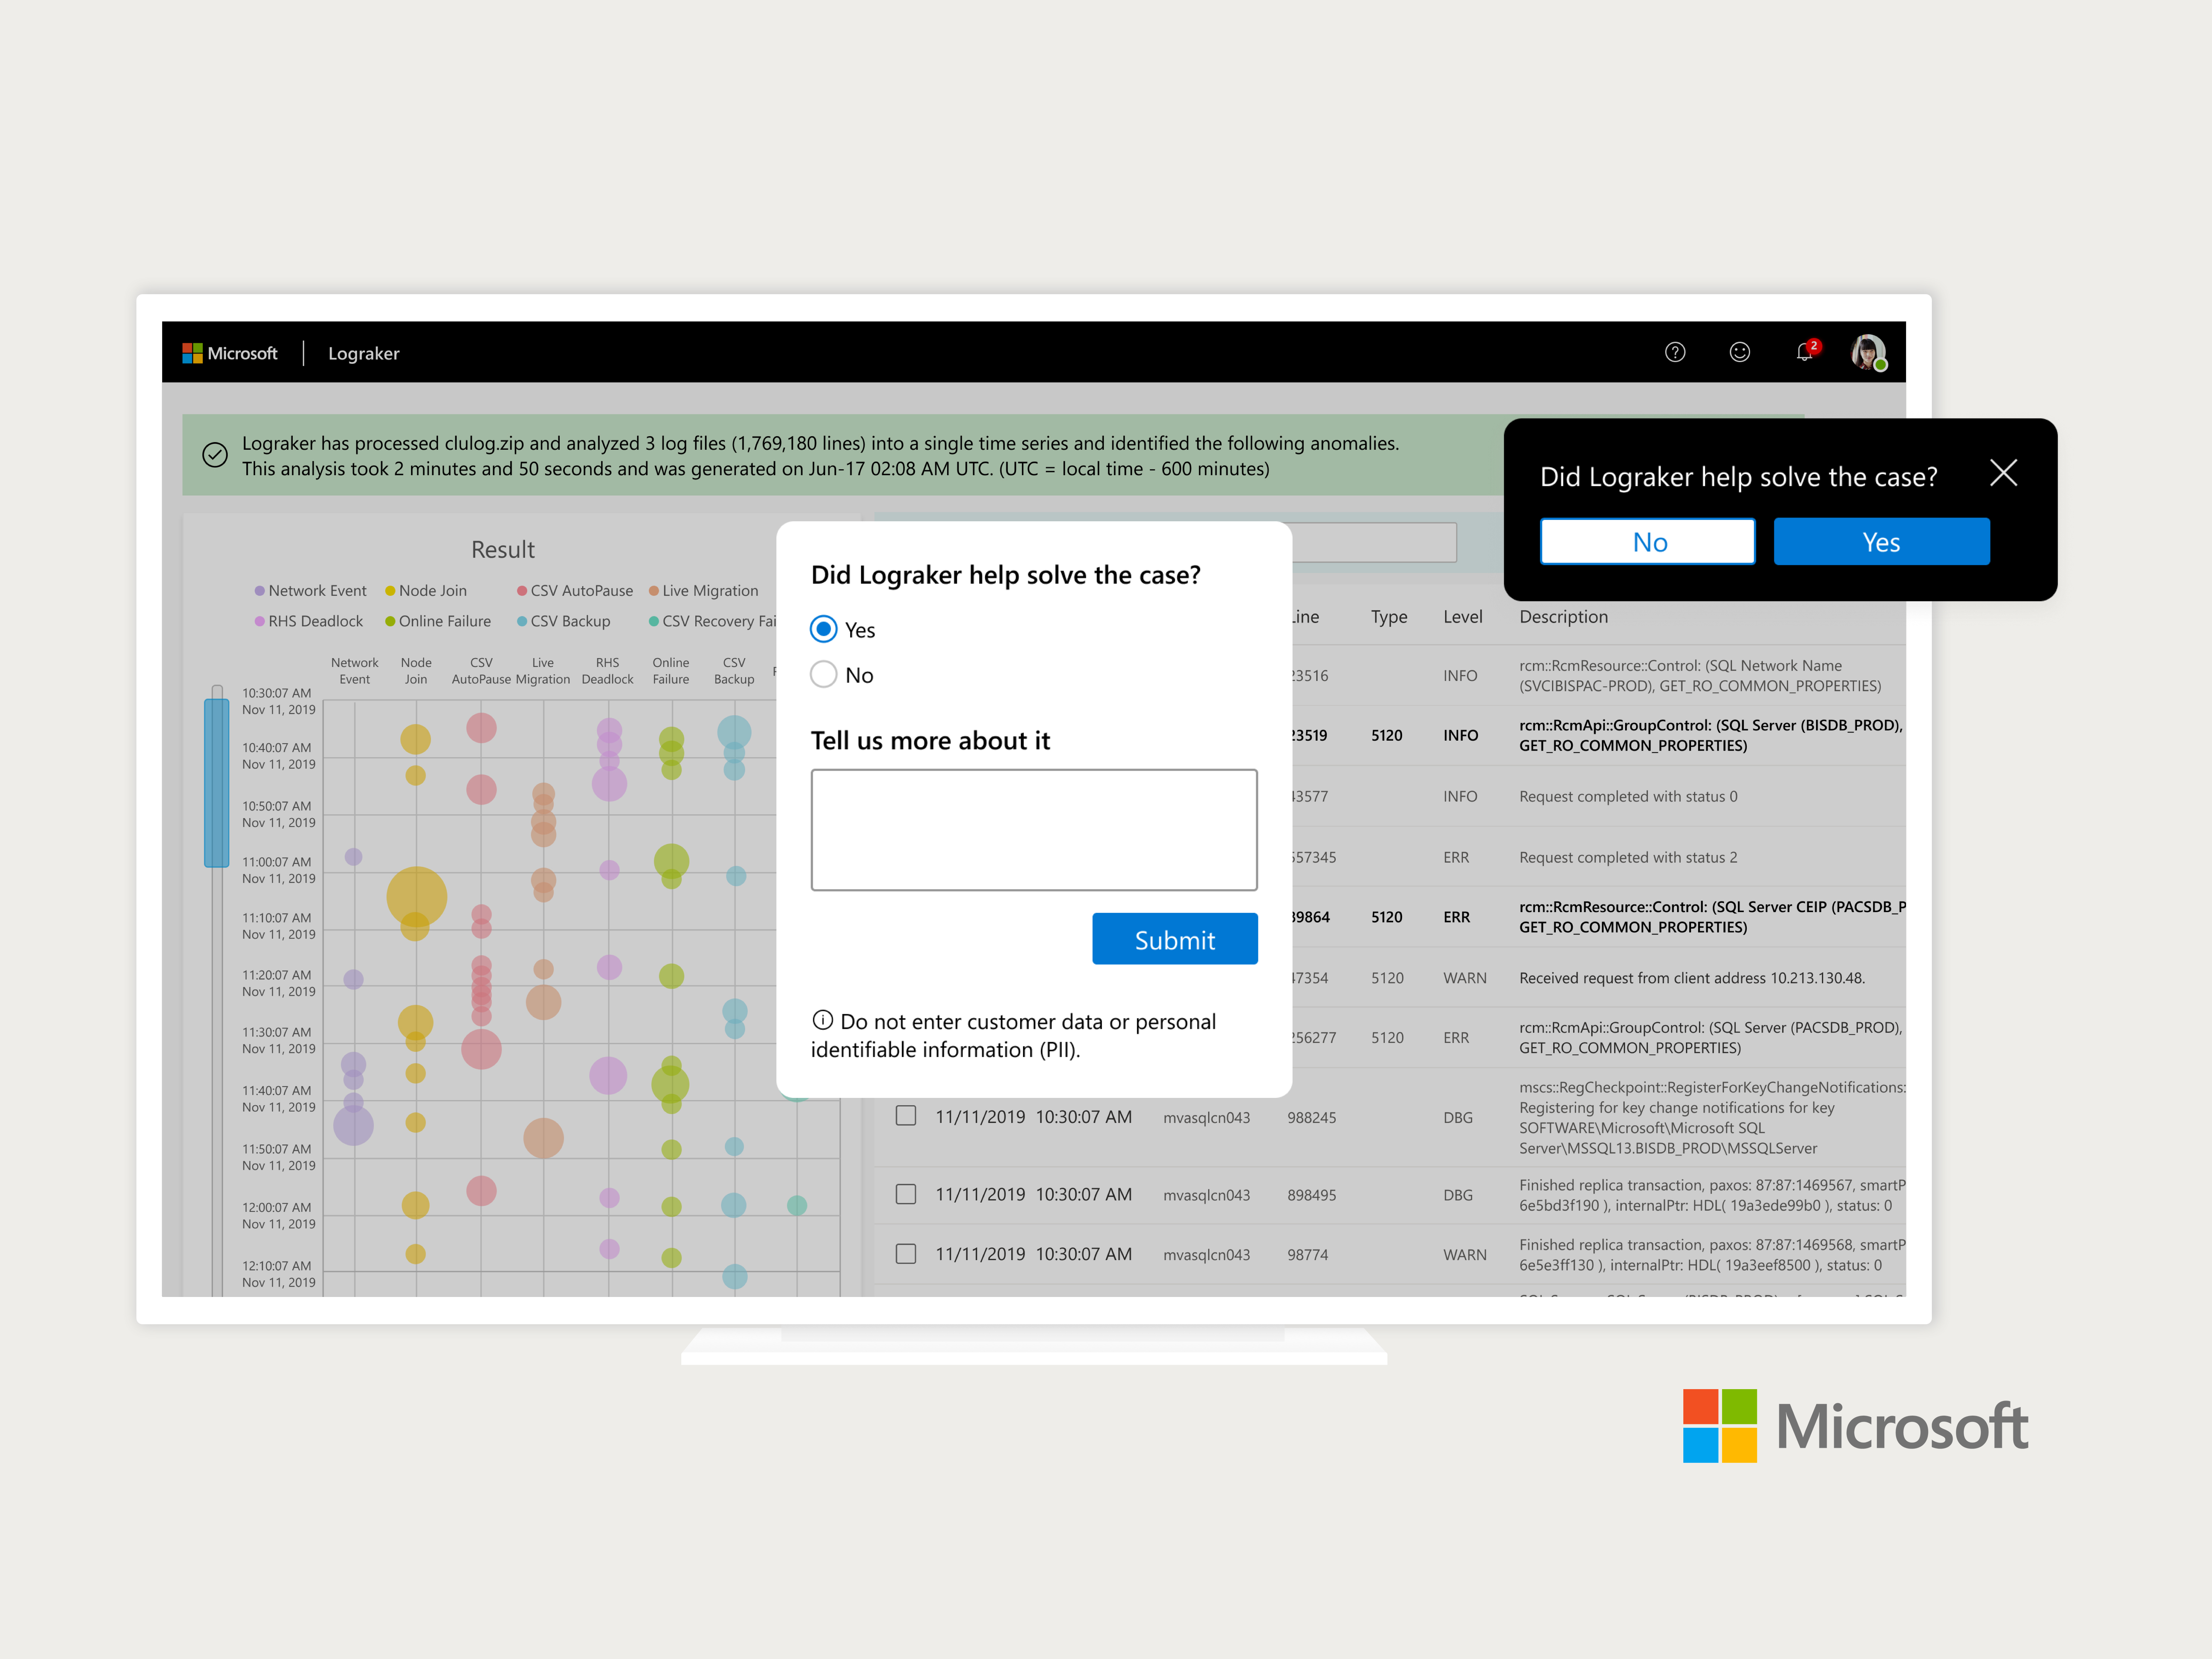 Microsoft
Lograker
2
Lograker has processed clulog.zip and analyzed 3 log files (1,769,180 lines) into a single time series and identified the following anomalies.
This analysis took 2 minutes and 50 seconds and was generated on Jun-17 02:08 AM UTC. (UTC = local time - 600 minutes)
Did Lograker help solve the case?
No
Yes
Result
Network Event
Node Join
CSV AutoPause
Live Migration
RHS Deadlock
Online Failure
CSV Backup
CSV Recovery Fai
Network
Event
Node
Join
CSV
AutoPause
Live
Migration
RHS
Deadlock
Online
Failure
CSV
Backup
10:30:07 AM
Nov 11, 2019
10:40:07 AM
Nov 11, 2019
10:50:07 AM
Nov 11, 2019
11:00:07 AM
Nov 11, 2019
11:10:07 AM
Nov 11, 2019
11:20:07 AM
Nov 11, 2019
11:30:07 AM
Nov 11, 2019
11:40:07 AM
Nov 11, 2019
11:50:07 AM
Nov 11, 2019
12:00:07 AM
Nov 11, 2019
12:10:07 AM
Nov 11, 2019
Did Lograker help solve the case?
Yes
No
Tell us more about it
Submit
Do not enter customer data or personal
identifiable information (PII).
Line Type Level Description
23516 INFO rcm::RcmResource::Control: (SQL Network Name
(SVCIBISPAC-PROD), GET_RO_COMMON_PROPERTIES)
23519 5120 INFO rcm::RcmApi::GroupControl: (SQL Server (BISDB_PROD),
GET_RO_COMMON_PROPERTIES)
43577 INFO Request completed with status 0
557345 ERR Request completed with status 2
39864 5120 ERR rcm::RcmResource::Control: (SQL Server CEIP (PACSDB_P
GET_RO_COMMON_PROPERTIES)
47354 5120 WARN Received request from client address 10.213.130.48.
256277 5120 ERR rcm::RcmApi::GroupControl: (SQL Server (PACSDB_PROD),
GET_RO_COMMON_PROPERTIES)
11/11/2019 10:30:07 AM mvasqlcn043 988245 DBG mscs::RegCheckpoint::RegisterForKeyChangeNotifications:
Registering for key change notifications for key
SOFTWARE\Microsoft\Microsoft SQL
Server\MSSQL13.BISDB_PROD\MSSQLServer
11/11/2019 10:30:07 AM mvasqlcn043 898495 DBG Finished replica transaction, paxos: 87:87:1469567, smartP
6e5bd3f190 ), internalPtr: HDL( 19a3ede99b0 ), status: 0
11/11/2019 10:30:07 AM mvasqlcn043 98774 WARN Finished replica transaction, paxos: 87:87:1469568, smartP
6e5e3ff130 ), internalPtr: HDL( 19a3eef8500 ), status: 0
Microsoft